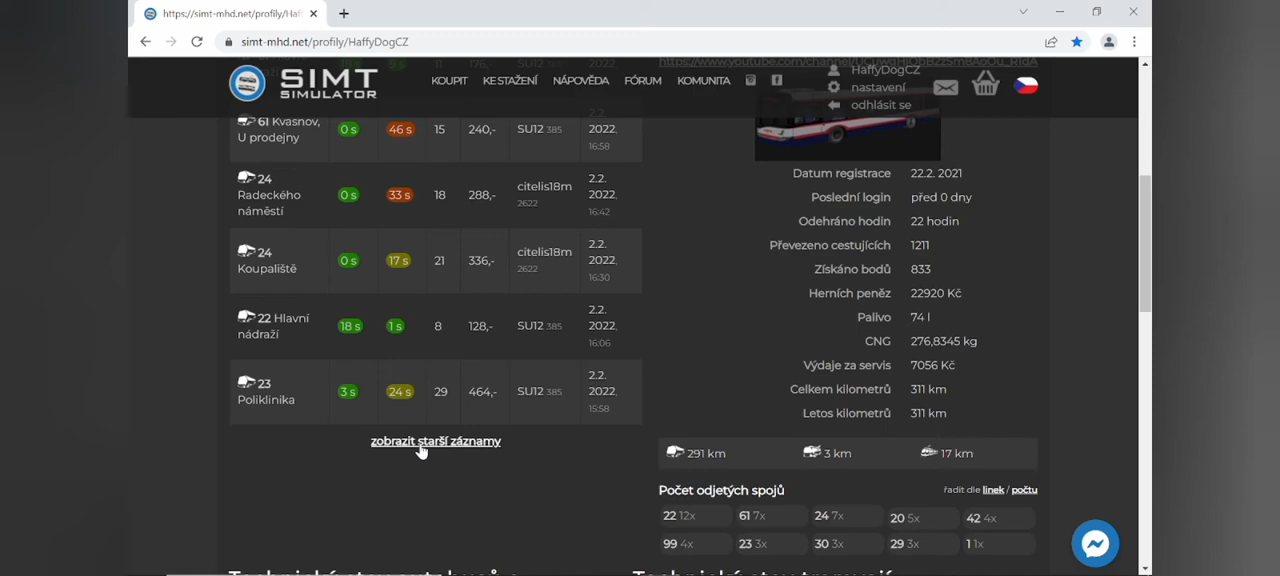 https://simt-mhd.net/profily/Haf
simt-mhd.net/profily/HaffyDogCZ
SIMT
SIMULATOR
KOUPIT KE STAŽENÍ NÁPOVĚDA FÓRUM KOMUNITA
HaffyDogCZ
nastavení
odhlásit se
61 Kvasnov,
U prodejny
0 s
46 s
15
240,-
SU12 385
2.2.
2022,
16:58
24
Radeckého
náměstí
0 s
33 s
18
288,-
citelis18m
2622
2.2.
2022,
16:42
24
Koupaliště
0 s
17 s
21
336,-
citelis18m
2622
2.2.
2022,
16:30
22 Hlavní
nádraží
18 s
1 s
8
128,-
SU12 385
2.2.
2022,
16:06
23
Poliklinika
3 s
24 s
29
464,-
SU12 385
2.2.
2022,
15:58
zobrazit starší záznamy
Datum registrace 22.2. 2021
Poslední login před 0 dny
Odehráno hodin 22 hodin
Převezeno cestujících 1211
Získáno bodů 833
Herních peněz 22920 Kč
Palivo 74 l
CNG 276,8345 kg
Výdaje za servis 7056 Kč
Celkem kilometrů 311 km
Letos kilometrů 311 km
291 km 3 km 17 km
Počet odjetých spojů řadit dle linek / počtu
22 12x 61 7x 24 7x 20 5x 42 4x
99 4x 23 3x 30 3x 29 3x 1 1x